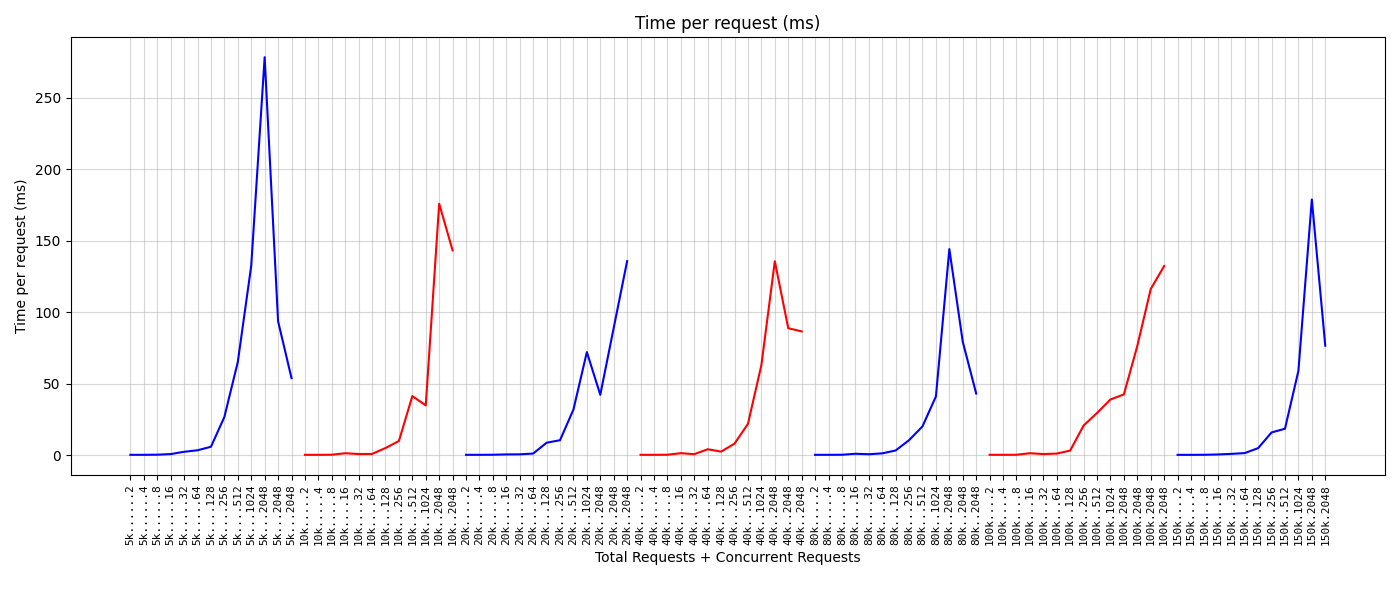 Time per request (ms)
Time per request (ms)
250
200
150
100
50
0
5k......2
5k......4
5k......8
5k.....16
5k.....32
5k.....64
5k....128
5k....256
5k....512
5k...1024
5k...2048
5k...2048
5k...2048
10k.....2
10k.....4
10k.....8
10k....16
10k....32
10k....64
10k...128
10k...256
10k...512
10k..1024
10k..2048
10k..2048
20k.....2
20k.....4
20k.....8
20k....16
20k....32
20k....64
20k...128
20k...256
20k...512
20k..1024
20k..2048
20k..2048
20k..2048
40k.....2
40k.....4
40k.....8
40k....16
40k....32
40k....64
40k...128
40k...256
40k...512
40k..1024
40k..2048
40k..2048
40k..2048
80k.....2
80k.....4
80k.....8
80k....16
80k....32
80k....64
80k...128
80k...256
80k...512
80k..1024
80k..2048
80k..2048
80k..2048
100k....2
100k....4
100k....8
100k...16
100k...32
100k...64
100k..128
100k..256
100k..512
100k.1024
100k.2048
100k.2048
100k.2048
100k.2048
150k....2
150k....4
150k....8
150k...16
150k...32
150k...64
150k..128
150k..256
150k..512
150k.1024
150k.2048
150k.2048
Total Requests + Concurrent Requests